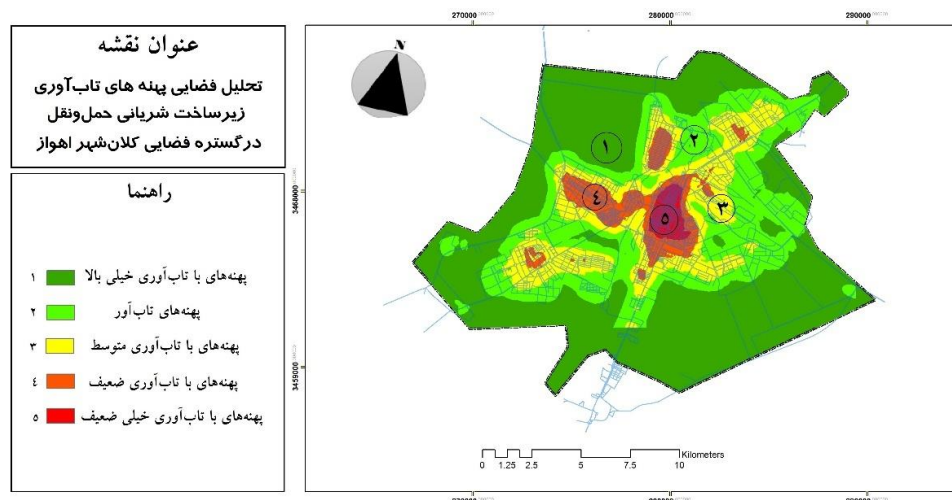 عنوان نقشه
تحلیل فضایی پهنه های تاب‌آوری
زیرساخت شریانی حمل‌ونقل
درگستره فضایی کلان‌شهر اهواز
راهنما
۱ پهنه‌های با تاب‌آوری خیلی بالا
۲ پهنه‌های تاب‌آور
۳ پهنه‌های با تاب‌آوری متوسط
٤ پهنه‌های با تاب‌آوری ضعیف
۵ پهنه‌های با تاب‌آوری خیلی ضعیف
270000 280000 290000
N
3468000
3459000
۱
۲
۳
٤
۵
Kilometers
0 1.25 2.5 5 7.5 10